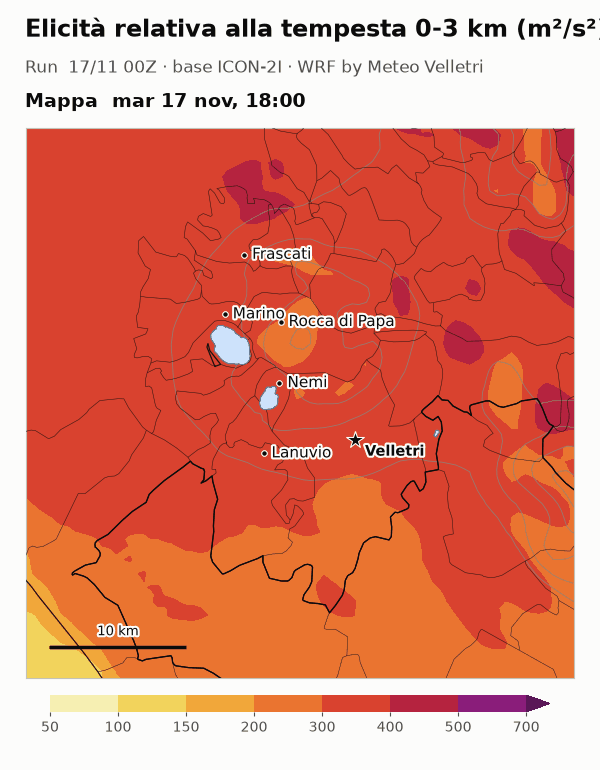 Elicità relativa alla tempesta 0-3 km (m²/s²)
Run  17/11 00Z · base ICON-2I · WRF by Meteo Velletri
Mappa  mar 17 nov, 18:00
Frascati
Marino
Rocca di Papa
Nemi
Velletri
Lanuvio
10 km
50 100 150 200 300 400 500 700